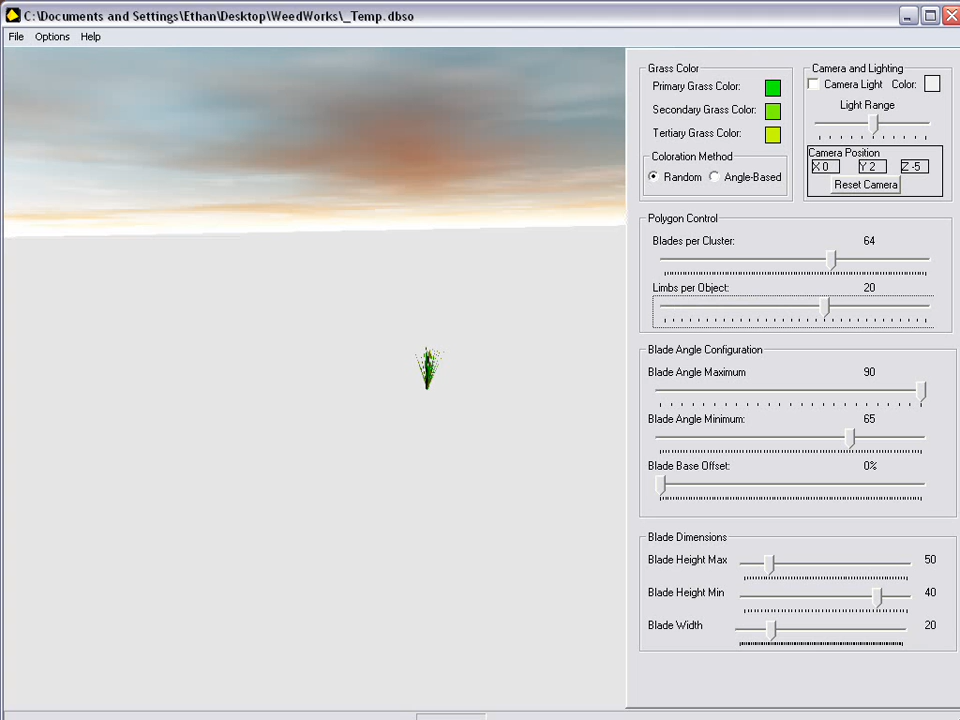 C:\Documents and Settings\Ethan\Desktop\WeedWorks\_Temp.dbso
File Options Help
Grass Color
Primary Grass Color:
Secondary Grass Color:
Tertiary Grass Color:
Coloration Method
Random Angle-Based
Camera and Lighting
Camera Light Color:
Light Range
Camera Position
X 0 Y 2 Z -5
Reset Camera
Polygon Control
Blades per Cluster: 64
Limbs per Object: 20
Blade Angle Configuration
Blade Angle Maximum 90
Blade Angle Minimum: 65
Blade Base Offset: 0%
Blade Dimensions
Blade Height Max 50
Blade Height Min 40
Blade Width 20